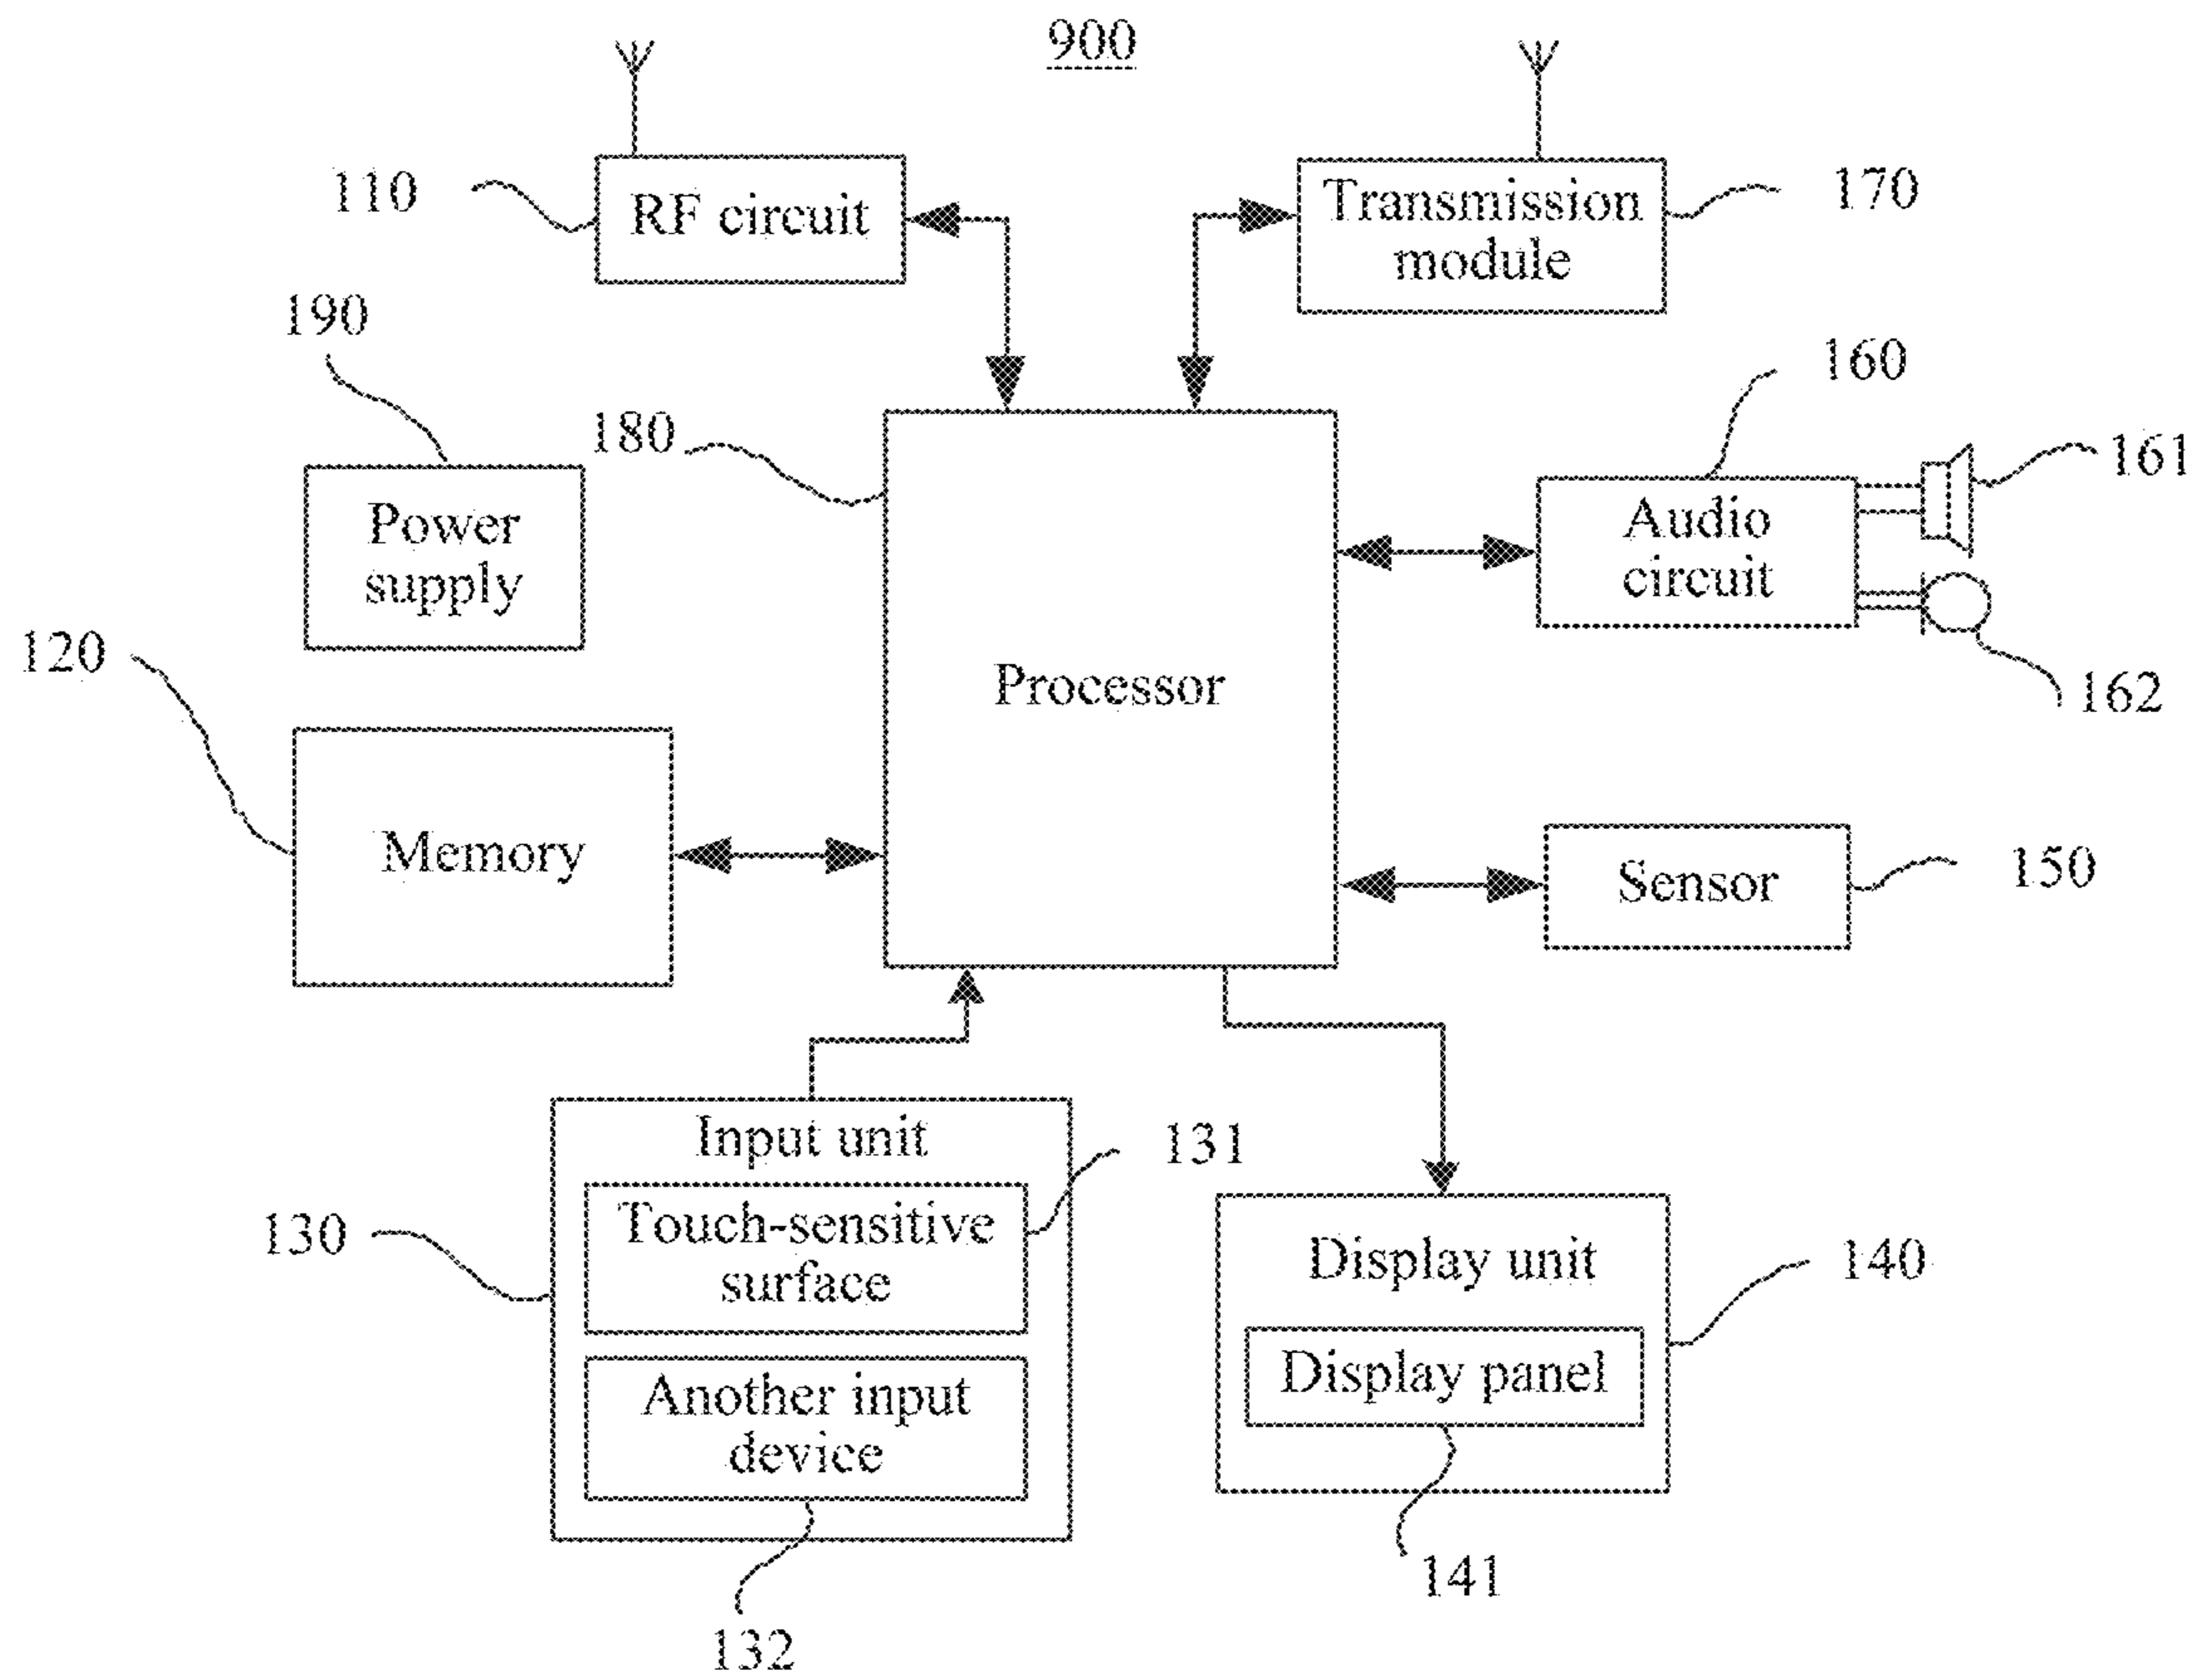 900
110
RF circuit
Transmission
module
170
190
180
160
161
Power
supply
Audio
circuit
120
Processor
162
Memory
Sensor
150
Input unit
131
130
Touch-sensitive
surface
Display unit
140
Another input
device
Display panel
141
132